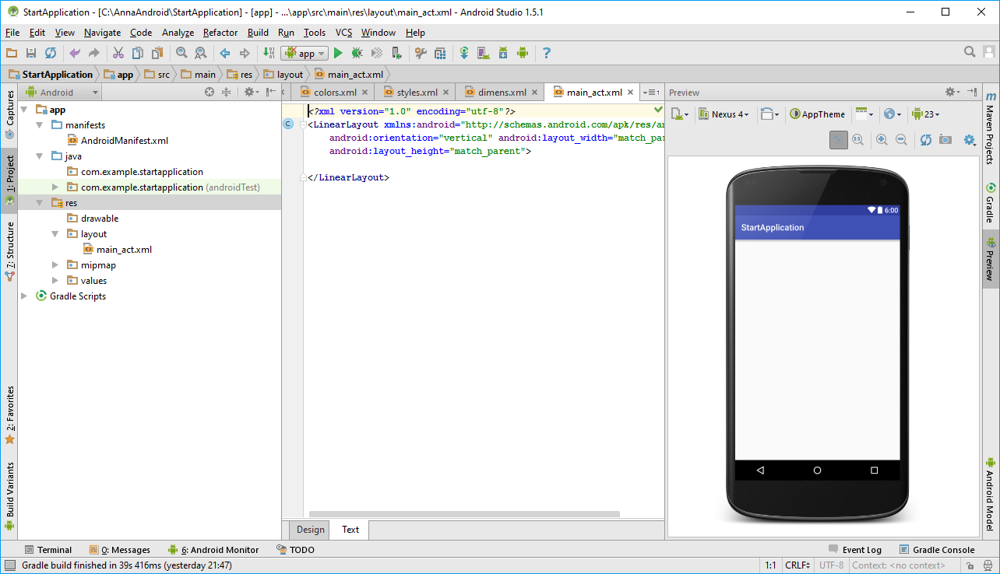 StartApplication - [C:\AnnaAndroid\StartApplication] - [app] - ...\app\src\main\res\layout\main_act.xml - Android Studio 1.5.1
File Edit View Navigate Code Analyze Refactor Build Run Tools VCS Window Help
app
StartApplication app src main res layout main_act.xml
Captures
1: Project
7: Structure
2: Favorites
Build Variants
Android
app
manifests
AndroidManifest.xml
java
com.example.startapplication
com.example.startapplication (androidTest)
res
drawable
layout
main_act.xml
mipmap
values
Gradle Scripts
colors.xml styles.xml dimens.xml main_act.xml
<?xml version="1.0" encoding="utf-8"?>
<LinearLayout xmlns:android="http://schemas.android.com/apk/res/an
android:orientation="vertical" android:layout_width="match_par
android:layout_height="match_parent">
</LinearLayout>
Design Text
Preview
Nexus 4 AppTheme 23
1:1
6:00
StartApplication
Maven Projects
Gradle
Preview
Android Model
Terminal 0: Messages 6: Android Monitor TODO Event Log Gradle Console
Gradle build finished in 39s 416ms (yesterday 21:47) 1:1 CRLF UTF-8 Context: <no context>